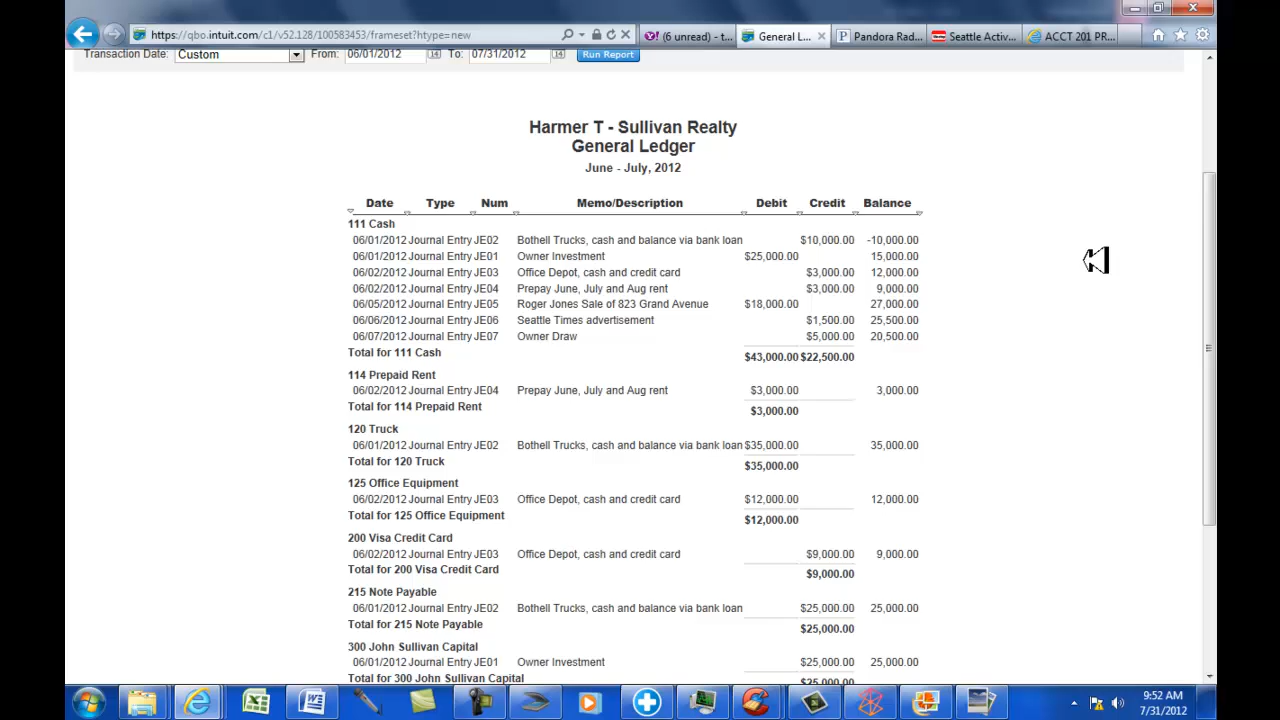 https://qbo.intuit.com/c1/v52.128/100583453/frameset?htype=new
(6 unread) - t...
General L...
Pandora Rad...
Seattle Activ...
ACCT 201 PR...
Transaction Date: Custom From: 06/01/2012 To: 07/31/2012 Run Report
Harmer T - Sullivan Realty
General Ledger
June - July, 2012
Date Type Num Memo/Description Debit Credit Balance
111 Cash
06/01/2012 Journal Entry JE02 Bothell Trucks, cash and balance via bank loan $10,000.00 -10,000.00
06/01/2012 Journal Entry JE01 Owner Investment $25,000.00 15,000.00
06/02/2012 Journal Entry JE03 Office Depot, cash and credit card $3,000.00 12,000.00
06/02/2012 Journal Entry JE04 Prepay June, July and Aug rent $3,000.00 9,000.00
06/05/2012 Journal Entry JE05 Roger Jones Sale of 823 Grand Avenue $18,000.00 27,000.00
06/06/2012 Journal Entry JE06 Seattle Times advertisement $1,500.00 25,500.00
06/07/2012 Journal Entry JE07 Owner Draw $5,000.00 20,500.00
Total for 111 Cash $43,000.00 $22,500.00
114 Prepaid Rent
06/02/2012 Journal Entry JE04 Prepay June, July and Aug rent $3,000.00 3,000.00
Total for 114 Prepaid Rent $3,000.00
120 Truck
06/01/2012 Journal Entry JE02 Bothell Trucks, cash and balance via bank loan $35,000.00 35,000.00
Total for 120 Truck $35,000.00
125 Office Equipment
06/02/2012 Journal Entry JE03 Office Depot, cash and credit card $12,000.00 12,000.00
Total for 125 Office Equipment $12,000.00
200 Visa Credit Card
06/02/2012 Journal Entry JE03 Office Depot, cash and credit card $9,000.00 9,000.00
Total for 200 Visa Credit Card $9,000.00
215 Note Payable
06/01/2012 Journal Entry JE02 Bothell Trucks, cash and balance via bank loan $25,000.00 25,000.00
Total for 215 Note Payable $25,000.00
300 John Sullivan Capital
06/01/2012 Journal Entry JE01 Owner Investment $25,000.00 25,000.00
Total for 300 John Sullivan Capital $25,000.00
9:52 AM
7/31/2012